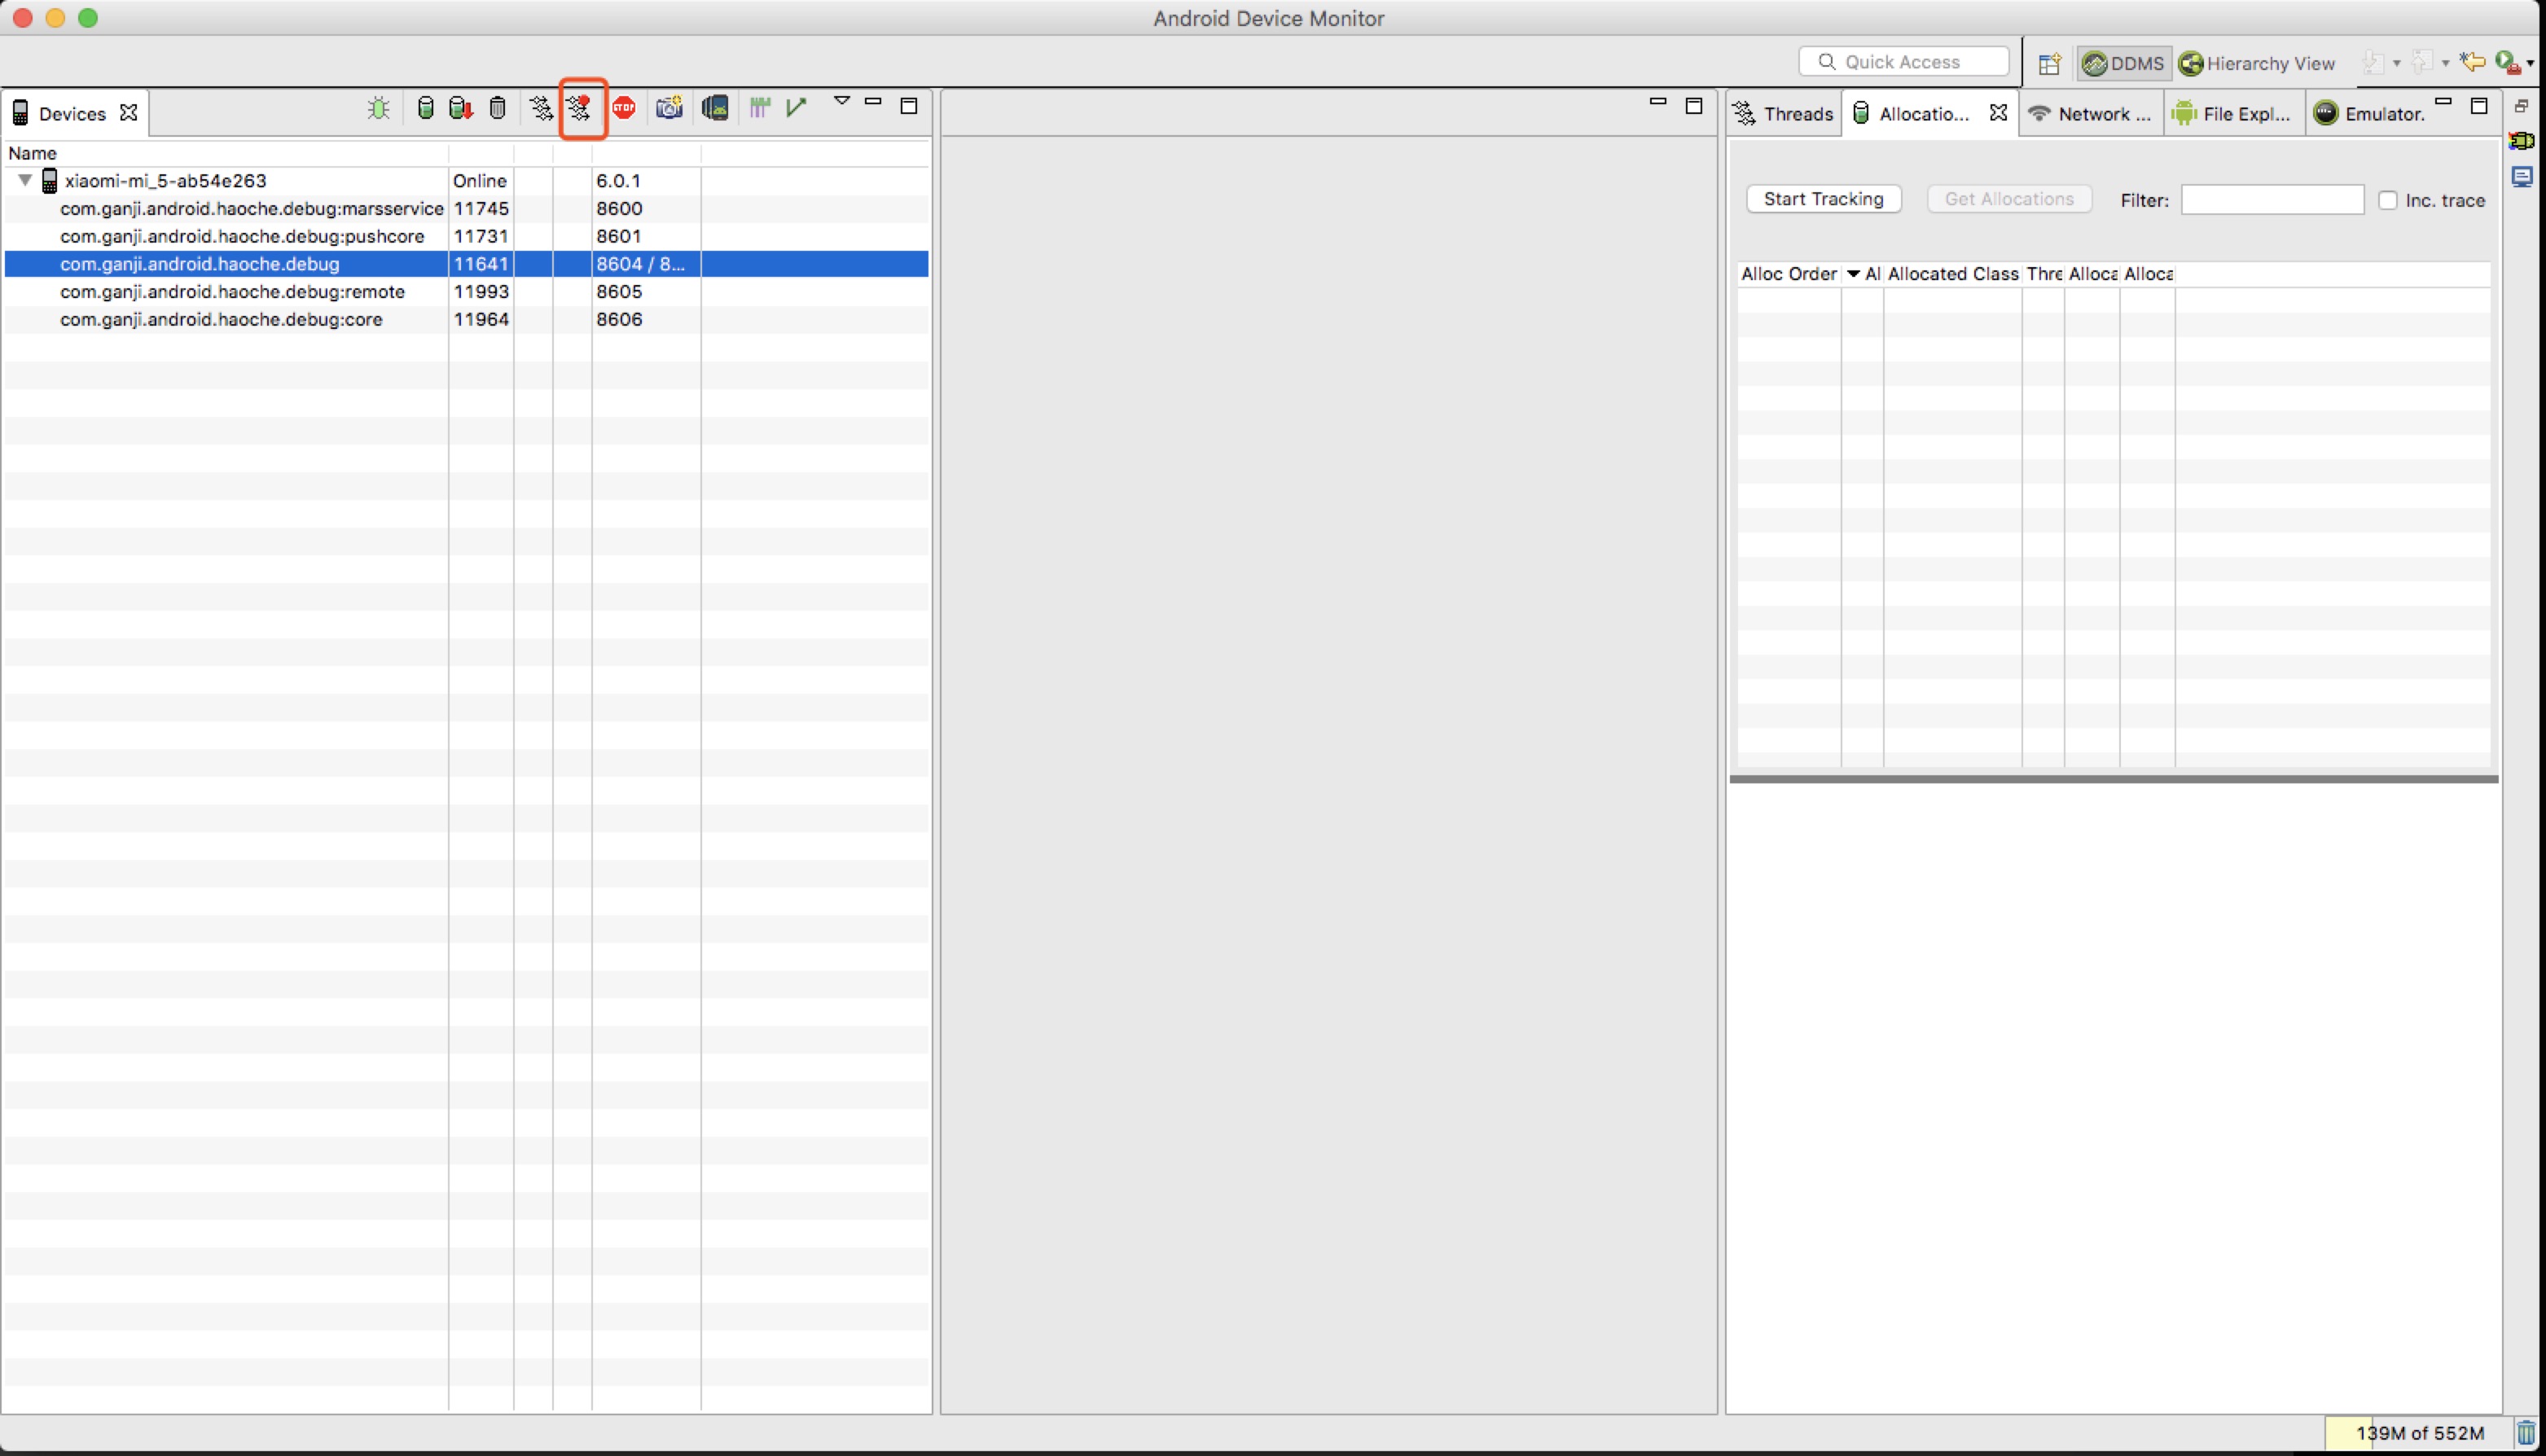 Android Device Monitor
Quick Access
DDMS
Hierarchy View
Devices
STOP
Threads
Allocatio...
Network ...
File Expl...
Emulator.
Name
xiaomi-mi_5-ab54e263 Online 6.0.1
com.ganji.android.haoche.debug:marsservice 11745 8600
com.ganji.android.haoche.debug:pushcore 11731 8601
com.ganji.android.haoche.debug 11641 8604 / 8...
com.ganji.android.haoche.debug:remote 11993 8605
com.ganji.android.haoche.debug:core 11964 8606
Start Tracking
Get Allocations
Filter:
Inc. trace
Alloc Order Al Allocated Class Thre Alloca Alloca
139M of 552M